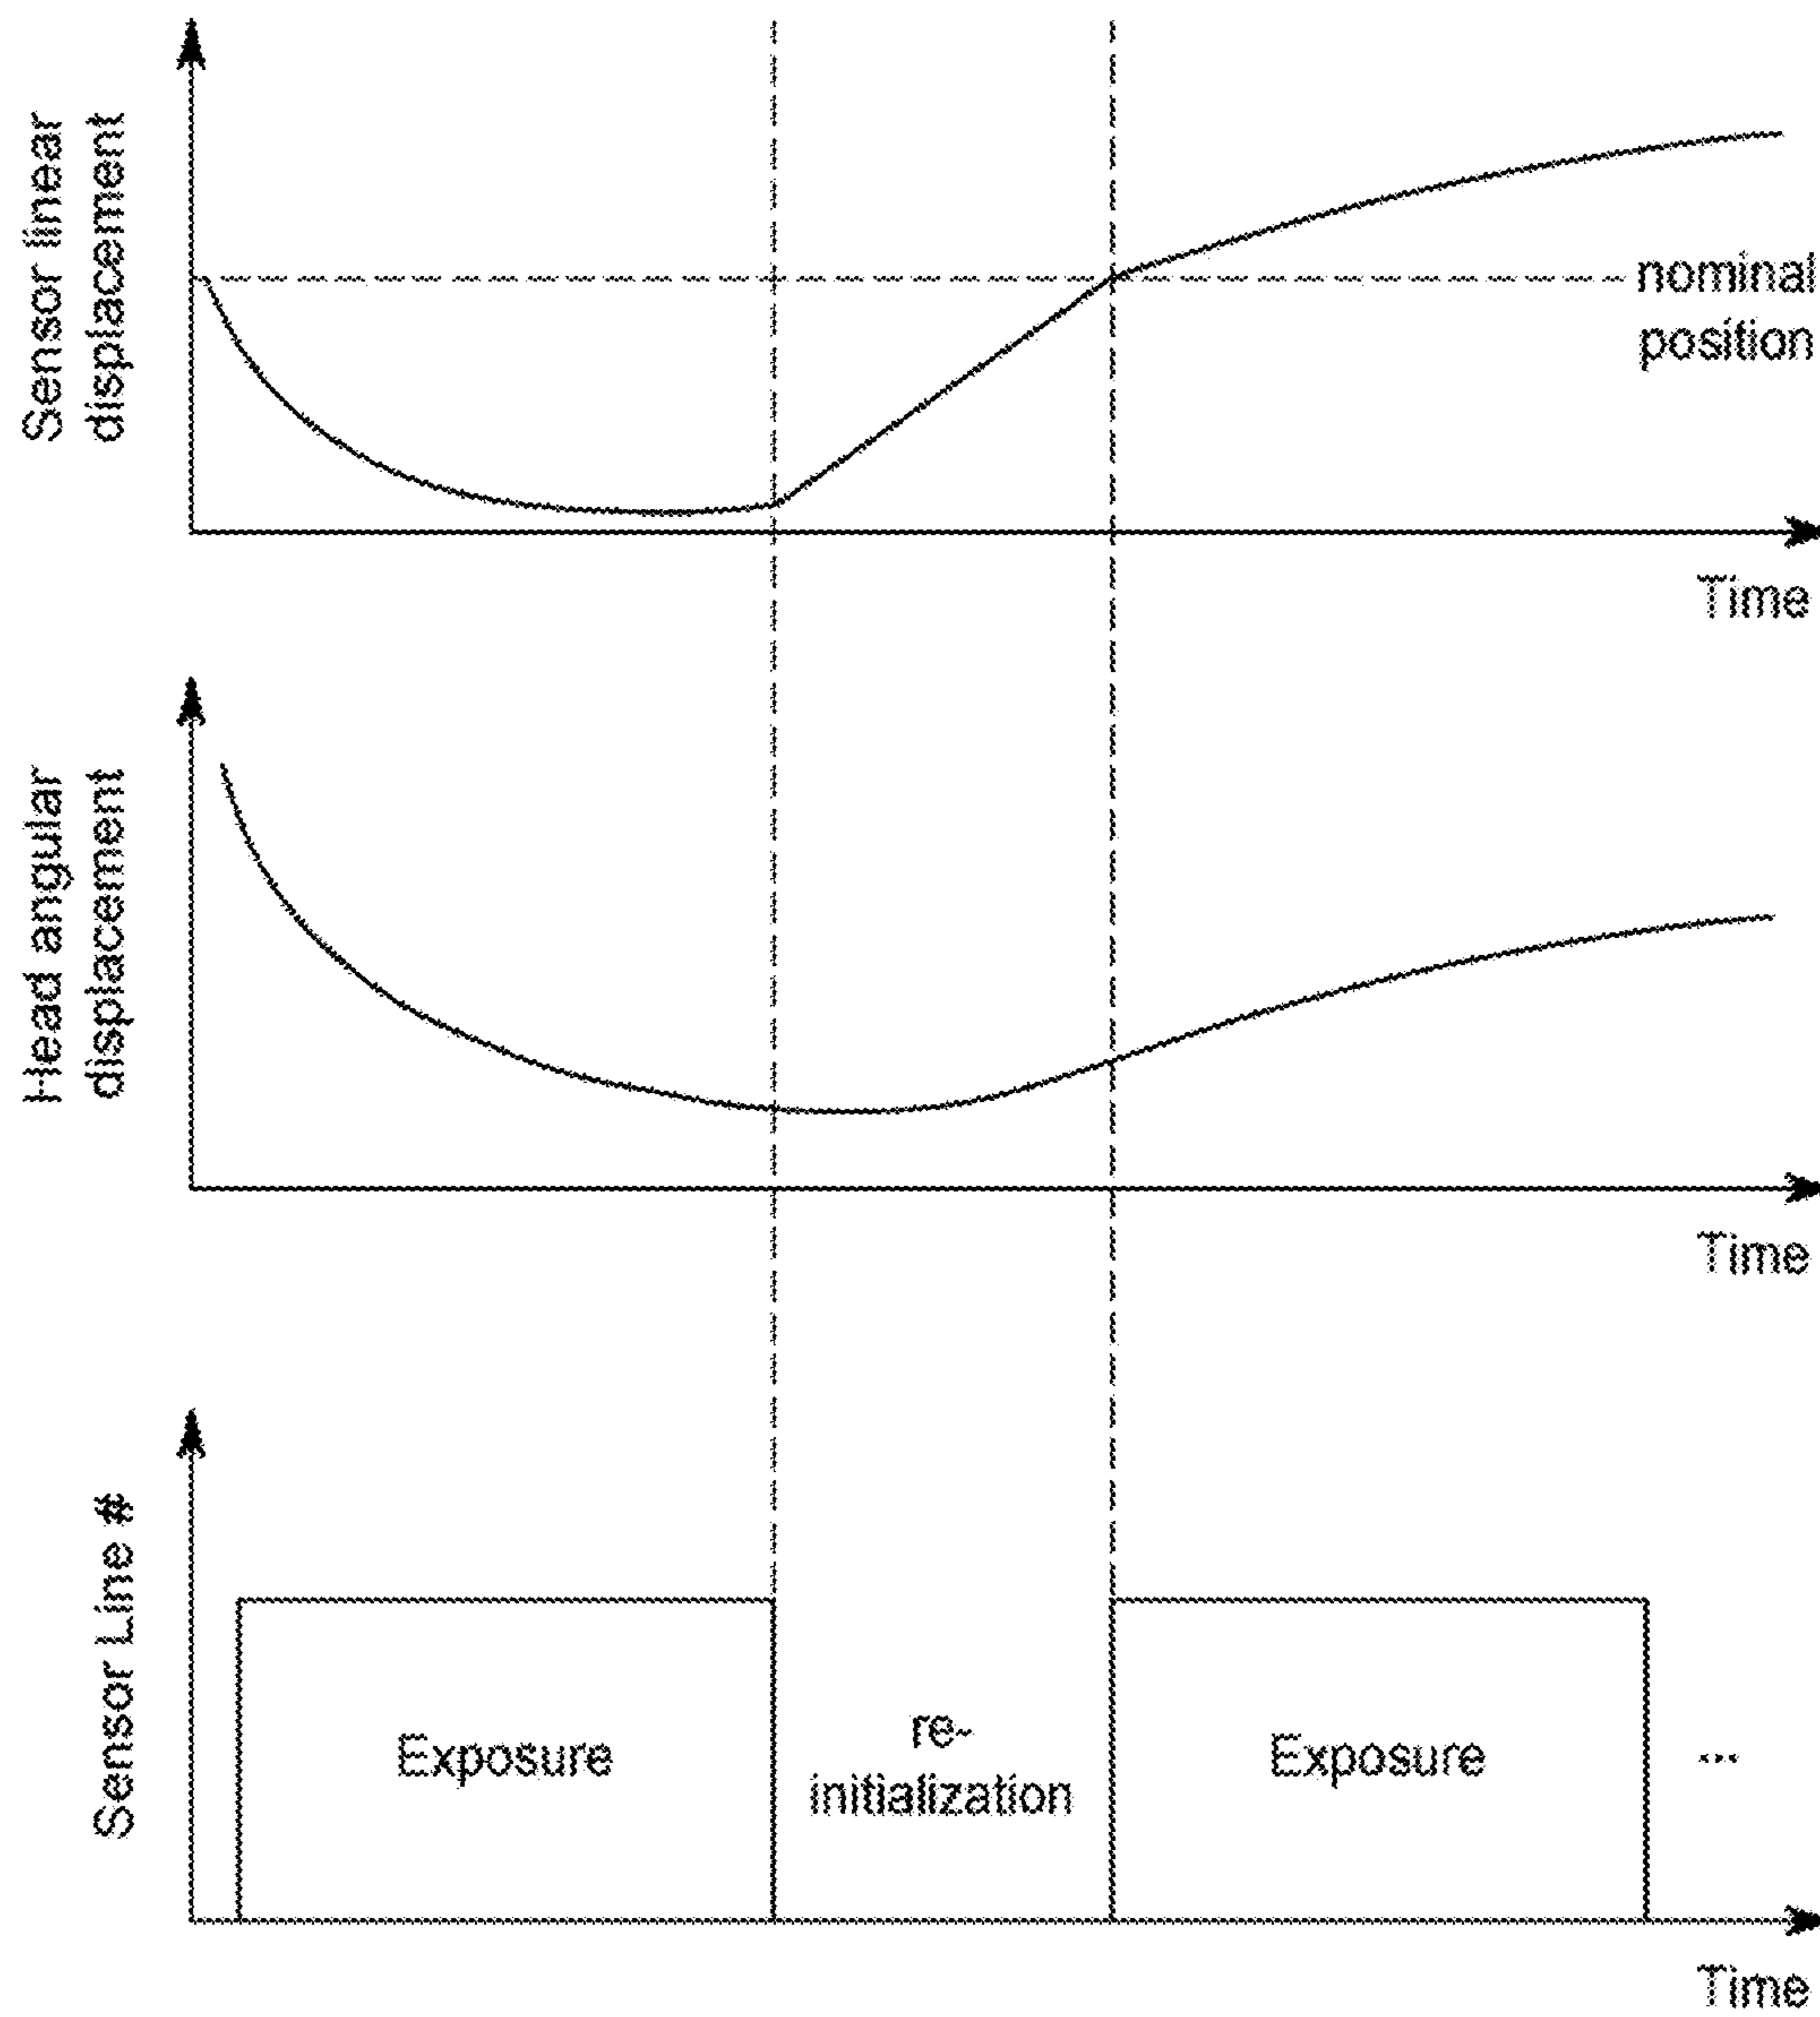 Sensor linear
displacement
nominal
position
Time
Head angular
displacement
Time
Sensor Line #
Exposure
re-
initialization
Exposure
...
Time